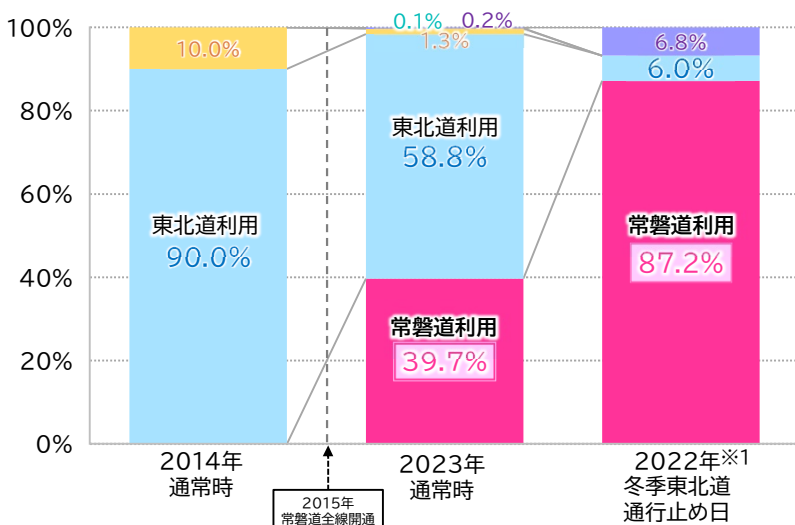 100%
80%
60%
40%
20%
0%
10.0%
東北道利用
90.0%
0.1%
0.2%
1.3%
東北道利用
58.8%
常磐道利用
39.7%
6.8%
6.0%
常磐道利用
87.2%
2014年
通常時
2015年
常磐道全線開通
2023年
通常時
2022年※1
冬季東北道
通行止め日